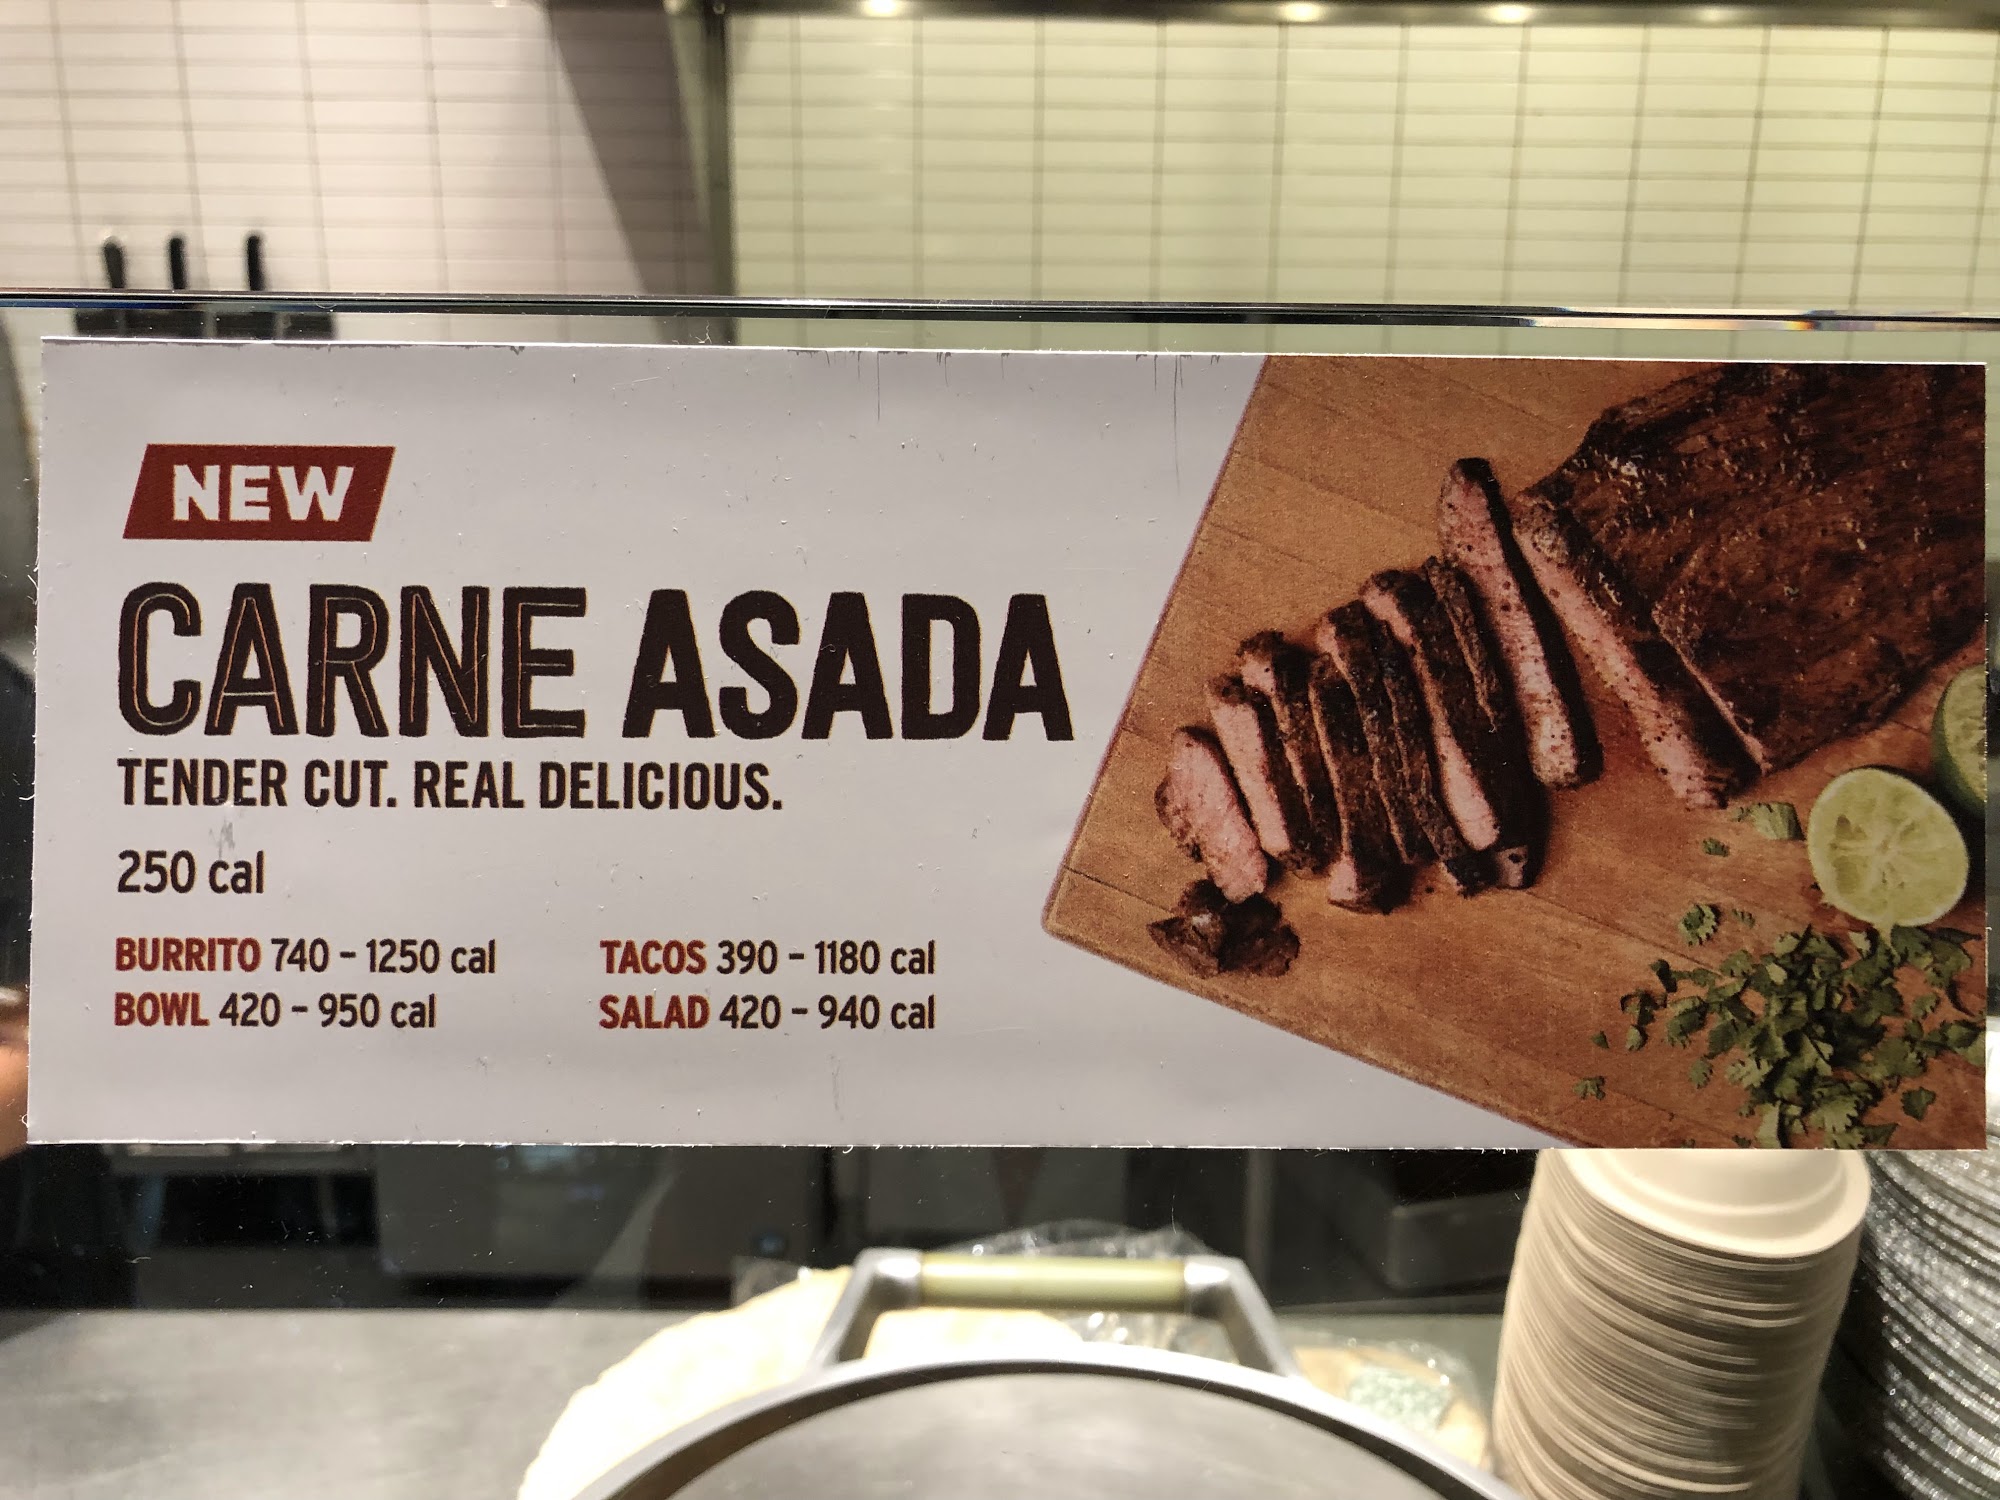 NEW
CARNE ASADA
TENDER CUT. REAL DELICIOUS.
250 cal
BURRITO 740 – 1250 cal
BOWL 420 – 950 cal
TACOS 390 – 1180 cal
SALAD 420 – 940 cal